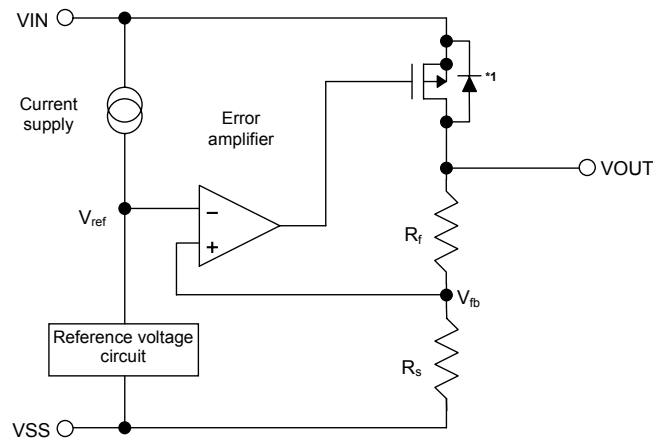 VIN
*1
Current
supply
Error
amplifier
VOUT
Vref
−
+
Rf
Vfb
Reference voltage
circuit
Rs
VSS